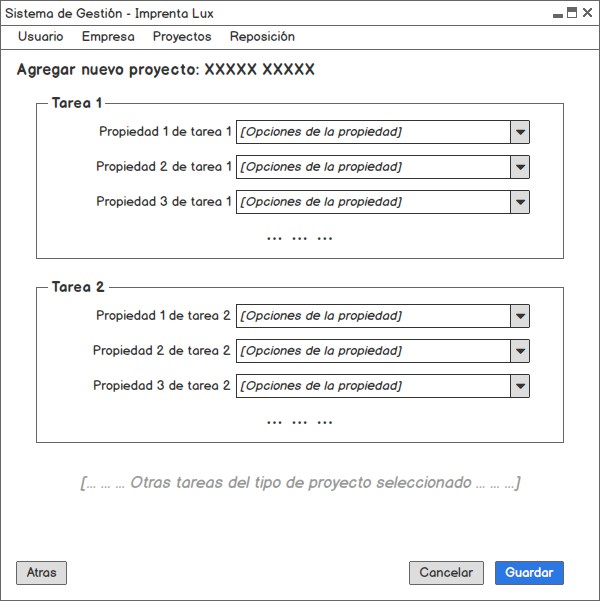 Sistema de Gestión - Imprenta Lux
Usuario Empresa Proyectos Reposición
Agregar nuevo proyecto: XXXXX XXXXX
Tarea 1
Propiedad 1 de tarea 1 [Opciones de la propiedad]
Propiedad 2 de tarea 1 [Opciones de la propiedad]
Propiedad 3 de tarea 1 [Opciones de la propiedad]
... ... ...
Tarea 2
Propiedad 1 de tarea 2 [Opciones de la propiedad]
Propiedad 2 de tarea 2 [Opciones de la propiedad]
Propiedad 3 de tarea 2 [Opciones de la propiedad]
... ... ...
[... ... ... Otras tareas del tipo de proyecto seleccionado ... ... ...]
Atras Cancelar Guardar